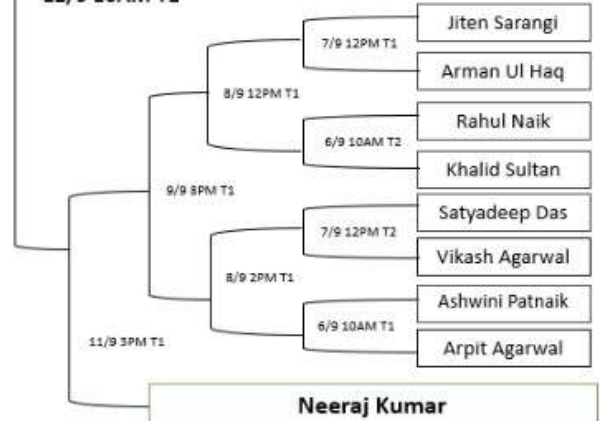 Jiten Sarangi
7/9 12PM T1
Arman Ul Haq
8/9 12PM T1
Rahul Naik
6/9 10AM T2
Khalid Sultan
9/9 8PM T1
Satyadeep Das
7/9 12PM T2
Vikash Agarwal
8/9 2PM T1
Ashwini Patnaik
6/9 10AM T1
Arpit Agarwal
11/9 3PM T1
Neeraj Kumar